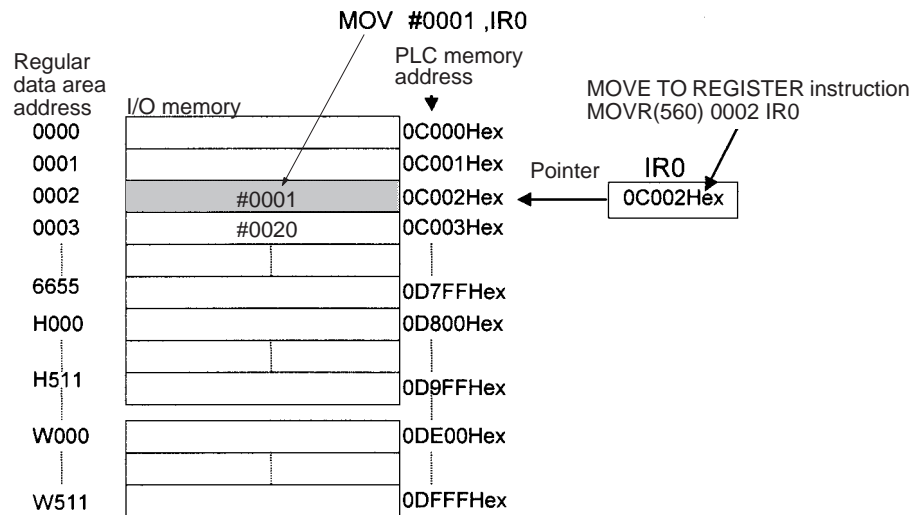 MOV #0001 ,IR0
Regular
data area
address
I/O memory
PLC memory
address
MOVE TO REGISTER instruction
MOVR(560) 0002 IR0
0000
0C000Hex
0001
0C001Hex
Pointer
IR0
0002
#0001
0C002Hex
0C002Hex
0003
#0020
0C003Hex
6655
0D7FFHex
H000
0D800Hex
H511
0D9FFHex
W000
0DE00Hex
W511
0DFFFHex